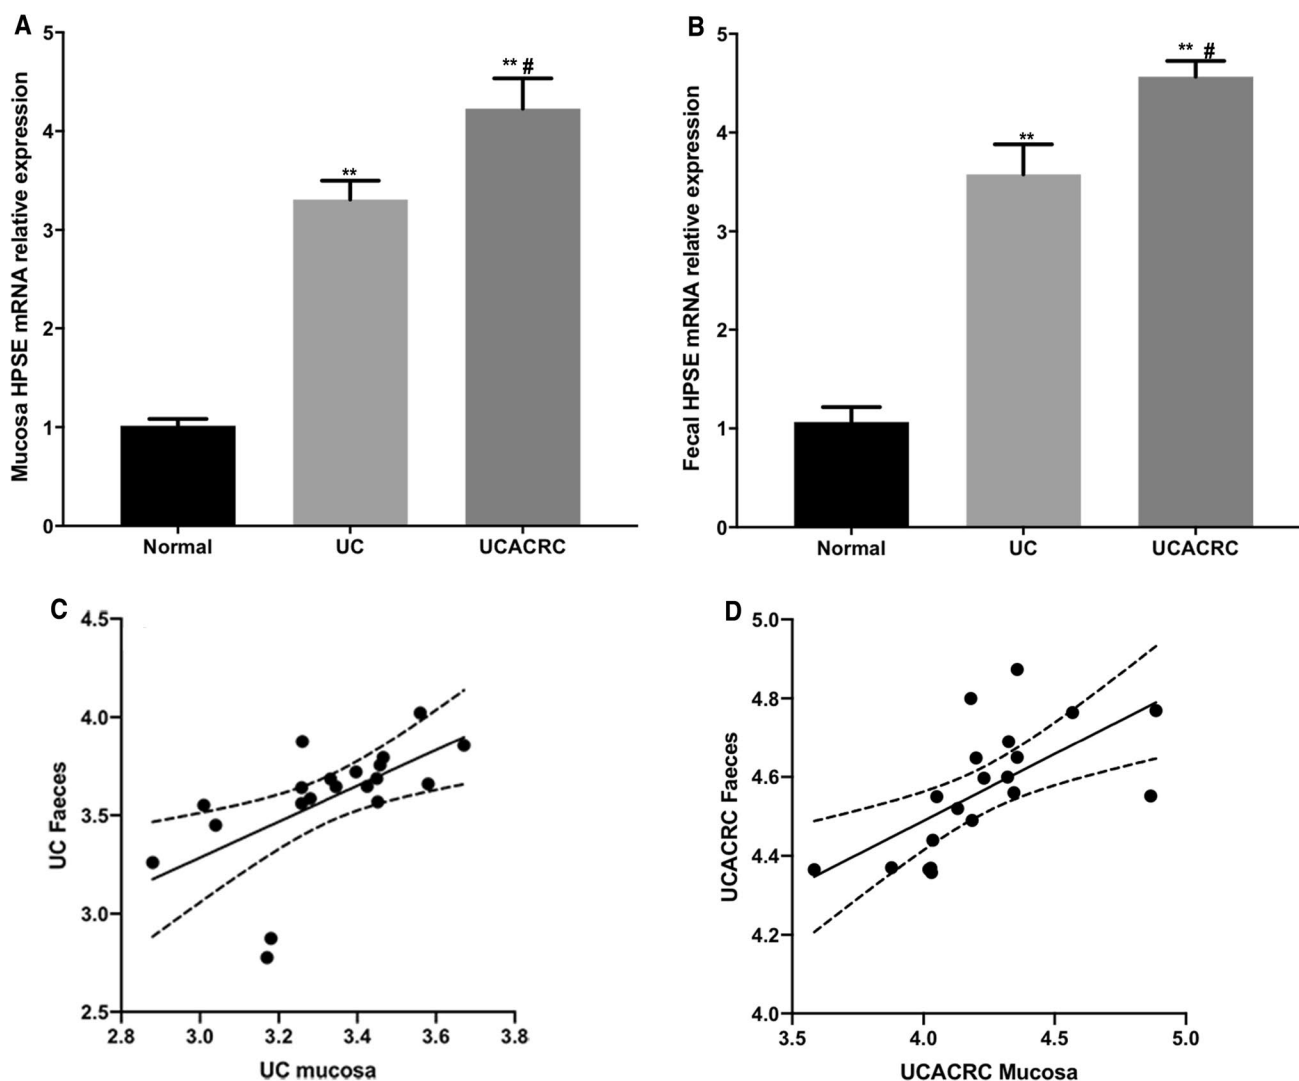 A
Mucosa HPSE mRNA relative expression
5
4
3
2
1
0
**
** #
Normal UC UCACRC
B
Fecal HPSE mRNA relative expression
5
4
3
2
1
0
**
** #
Normal UC UCACRC
C
UC Faeces
4.5
4.0
3.5
3.0
2.5
2.8 3.0 3.2 3.4 3.6 3.8
UC mucosa
D
UCACRC Faeces
5.0
4.8
4.6
4.4
4.2
4.0
3.5 4.0 4.5 5.0
UCACRC Mucosa